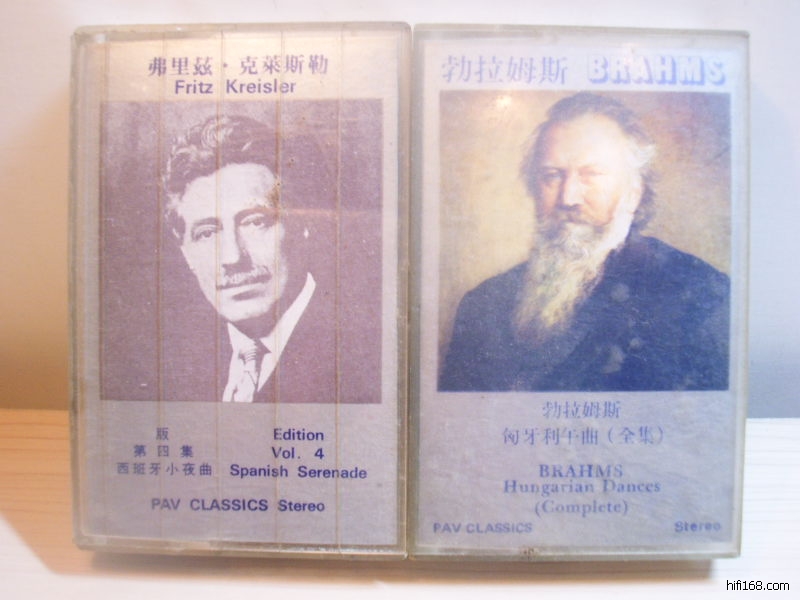 弗里兹·克莱斯勒
Fritz Kreisler
版 Edition
第四集 Vol. 4
西班牙小夜曲 Spanish Serenade
PAV CLASSICS Stereo
勃拉姆斯 BRAHMS
勃拉姆斯
匈牙利午曲(全集)
BRAHMS
Hungarian Dances
(Complete)
PAV CLASSICS Stereo
hifi168.com